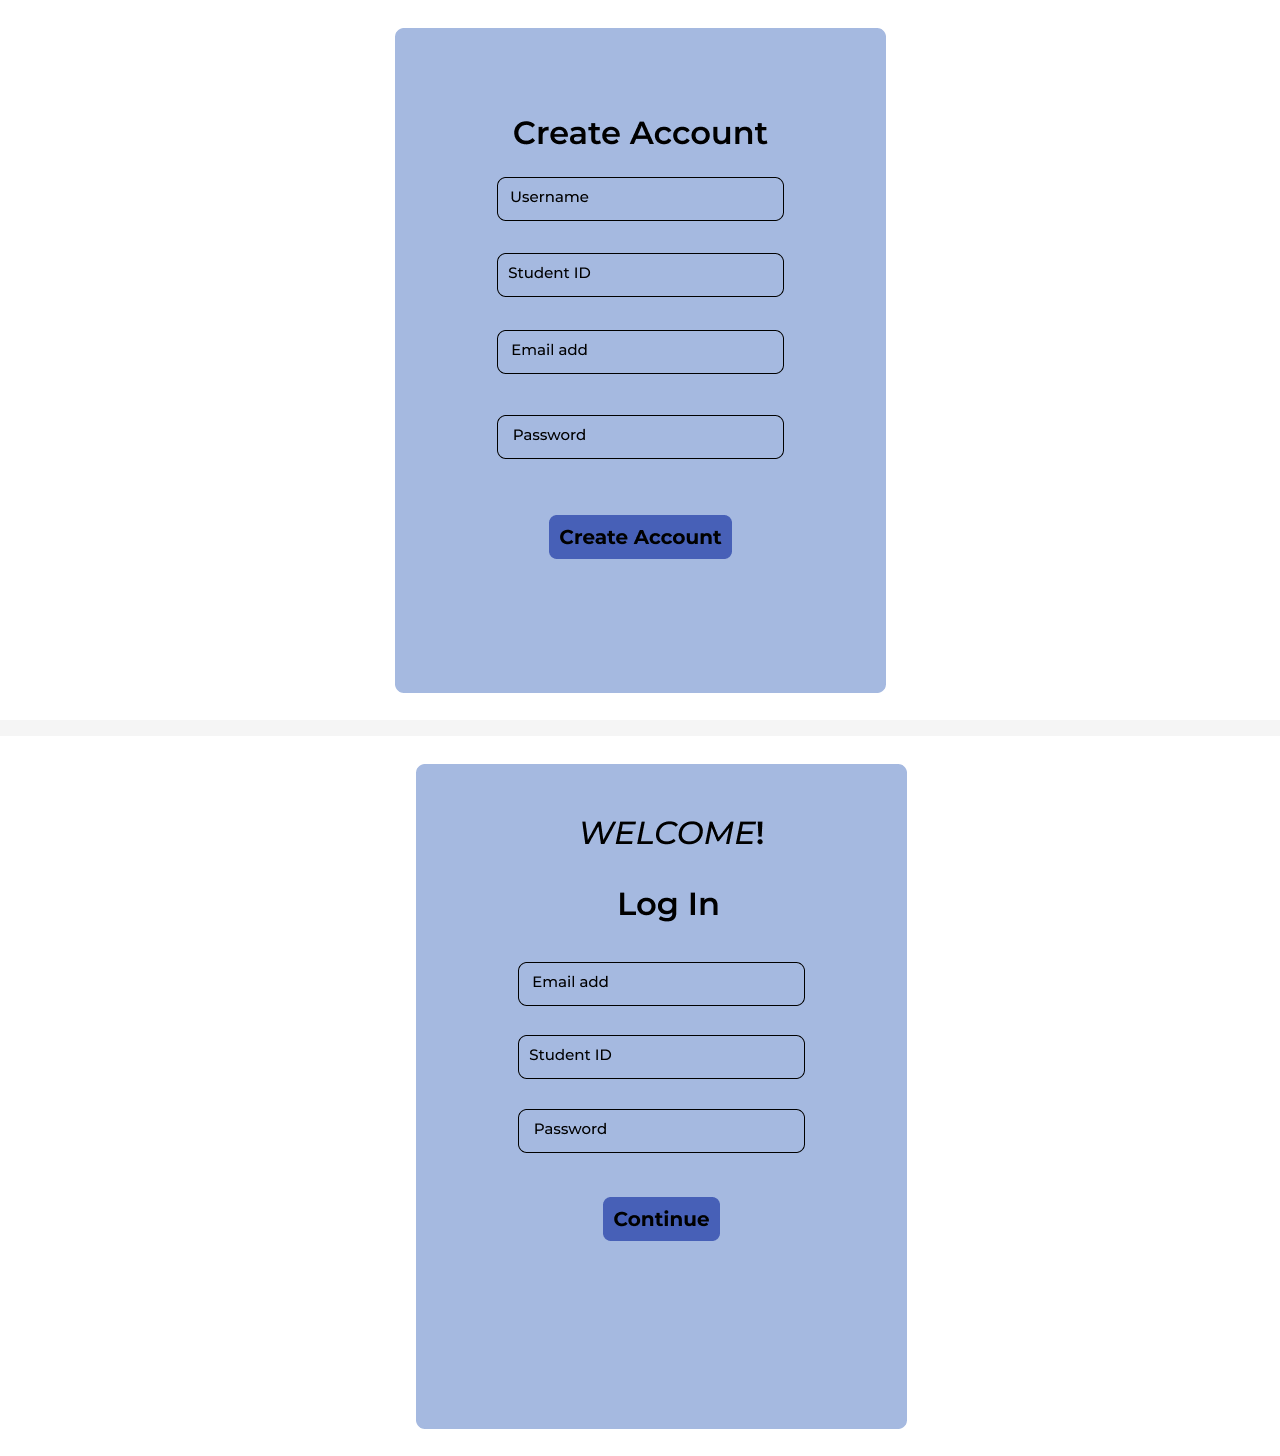 Create Account
Username
Student ID
Email add
Password
Create Account
WELCOME!
Log In
Email add
Student ID
Password
Continue